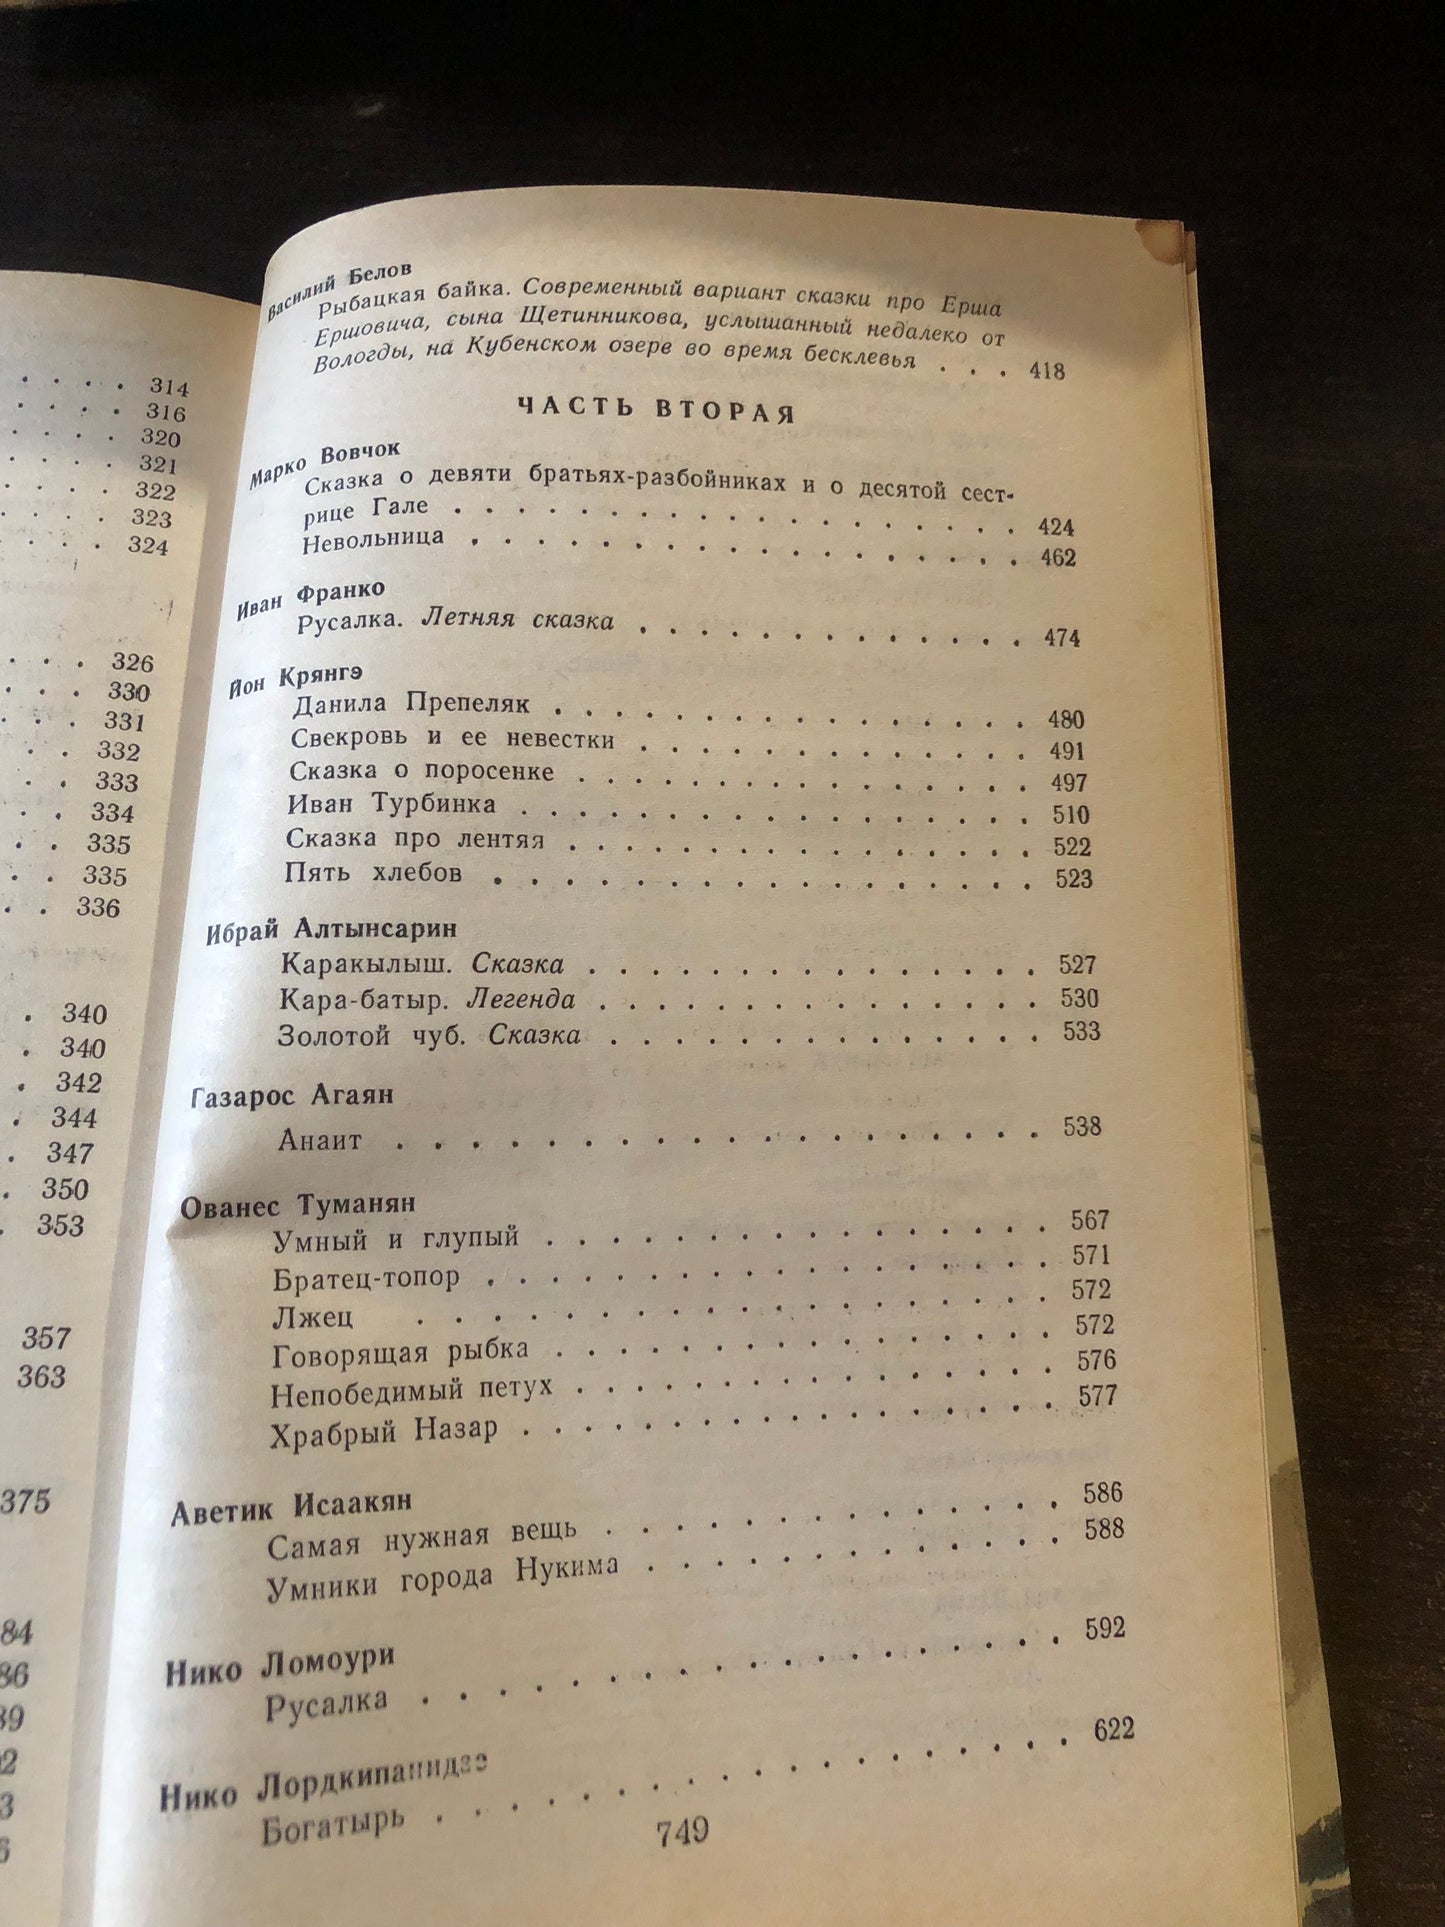 314
316
320
321
322
323
324
326
330
331
332
333
334
335
335
336
340
340
342
344
347
350
353
357
363
375
Василий Белов
Рыбацкая байка. Современный вариант сказки про Ерша
Ершовича, сына Щетинникова, услышанный недалеко от
Вологды, на Кубенском озере во время бесклевья . . . 418
ЧАСТЬ ВТОРАЯ
Марко Вовчок
Сказка о девяти братьях-разбойниках и о десятой сест-
рице Гале . . . . . . . . . . . . . . . . 424
Невольница . . . . . . . . . . . . . . . . 462
Иван Франко
Русалка. Летняя сказка . . . . . . . . . . . . . 474
Йон Крянгэ
Данила Препеляк . . . . . . . . . . . . . . . . 480
Свекровь и ее невестки . . . . . . . . . . . . . 491
Сказка о поросенке . . . . . . . . . . . . . . . 497
Иван Турбинка . . . . . . . . . . . . . . . . 510
Сказка про лентяя . . . . . . . . . . . . . . . 522
Пять хлебов . . . . . . . . . . . . . . . . 523
Ибрай Алтынсарин
Каракылыш. Сказка . . . . . . . . . . . . . 527
Кара-батыр. Легенда . . . . . . . . . . . . . 530
Золотой чуб. Сказка . . . . . . . . . . . . . 533
Газарос Агаян
Анаит . . . . . . . . . . . . . . . . . . 538
Ованес Туманян
Умный и глупый . . . . . . . . . . . . . . . 567
Братец-топор . . . . . . . . . . . . . . . . 571
Лжец . . . . . . . . . . . . . . . . . . 572
Говорящая рыбка . . . . . . . . . . . . . . . 572
Непобедимый петух . . . . . . . . . . . . . . 576
Храбрый Назар . . . . . . . . . . . . . . . . 577
Аветик Исаакян
Самая нужная вещь . . . . . . . . . . . . . 586
Умники города Нукима . . . . . . . . . . . . 588
Нико Ломоури
Русалка . . . . . . . . . . . . . . . . . 592
Нико Лордкипанидзе
Богатырь . . . . . . . . . . . . . . . . . 622
749